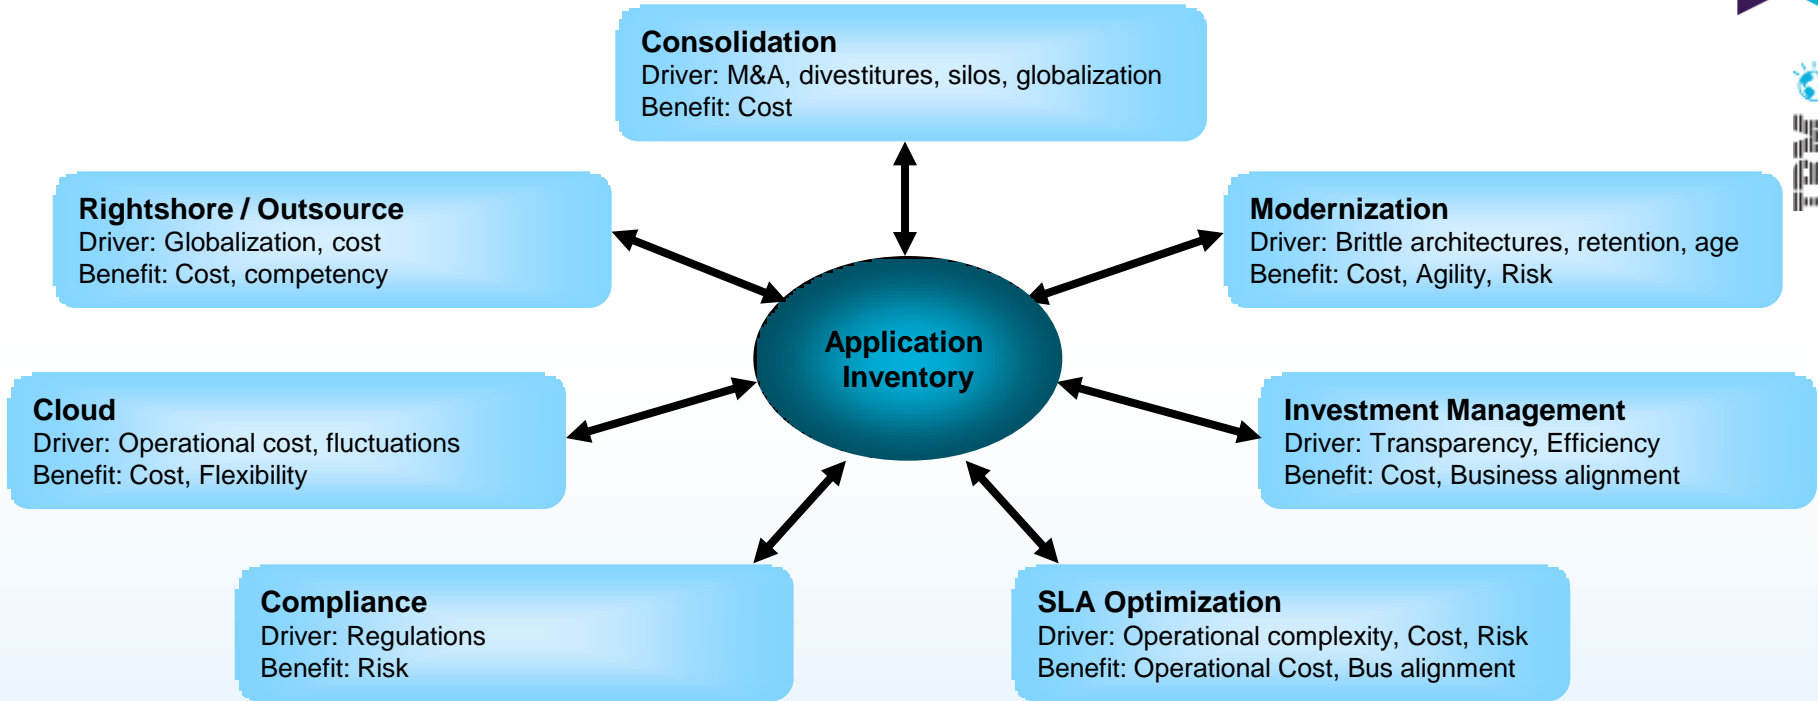 Consolidation
Driver: M&A, divestitures, silos, globalization
Benefit: Cost
Rightshore / Outsource
Driver: Globalization, cost
Benefit: Cost, competency
Modernization
Driver: Brittle architectures, retention, age
Benefit: Cost, Agility, Risk
IBM
Application
Inventory
Cloud
Driver: Operational cost, fluctuations
Benefit: Cost, Flexibility
Investment Management
Driver: Transparency, Efficiency
Benefit: Cost, Business alignment
Compliance
Driver: Regulations
Benefit: Risk
SLA Optimization
Driver: Operational complexity, Cost, Risk
Benefit: Operational Cost, Bus alignment